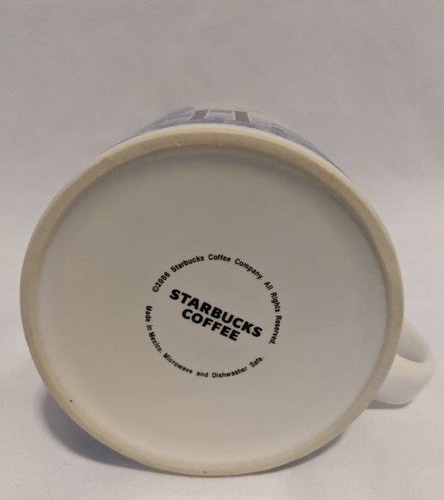 ©2006 Starbucks Coffee Company. All Rights Reserved.
STARBUCKS
COFFEE
Made in Mexico. Microwave and Dishwasher Safe.